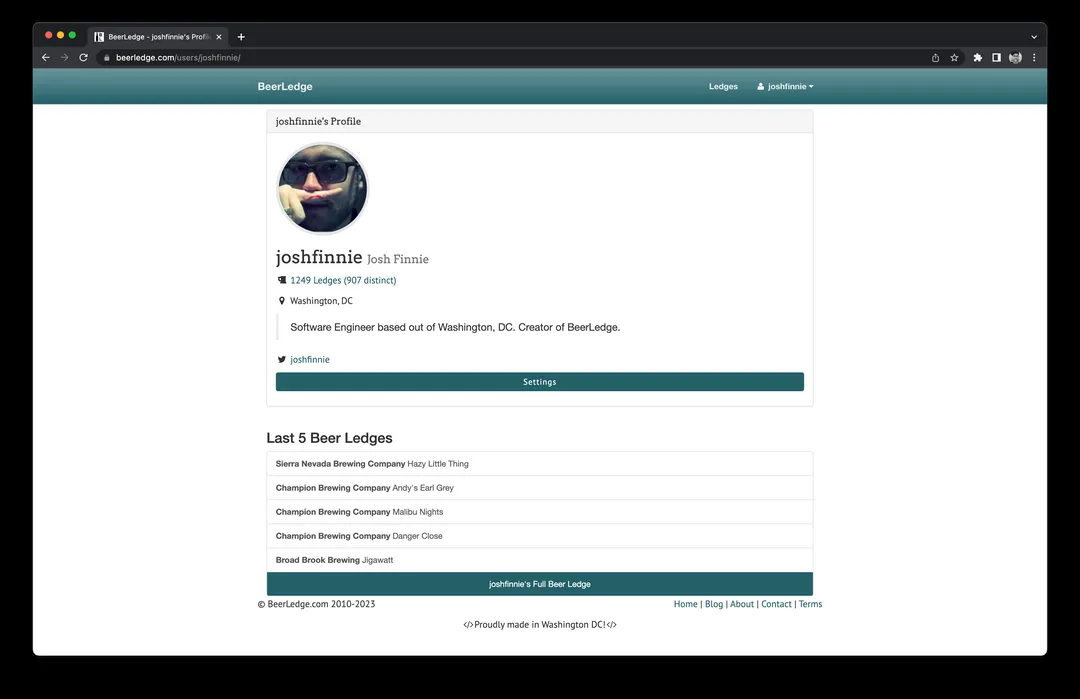 BeerLedge - joshfinnie's Profil
beerledge.com/users/joshfinnie/
BeerLedge
Ledges
joshfinnie
joshfinnie's Profile
joshfinnie Josh Finnie
1249 Ledges (907 distinct)
Washington, DC
Software Engineer based out of Washington, DC. Creator of BeerLedge.
joshfinnie
Settings
Last 5 Beer Ledges
Sierra Nevada Brewing Company Hazy Little Thing
Champion Brewing Company Andy's Earl Grey
Champion Brewing Company Malibu Nights
Champion Brewing Company Danger Close
Broad Brook Brewing Jigawatt
joshfinnie's Full Beer Ledge
© BeerLedge.com 2010-2023
Home | Blog | About | Contact | Terms
</>Proudly made in Washington DC!</>